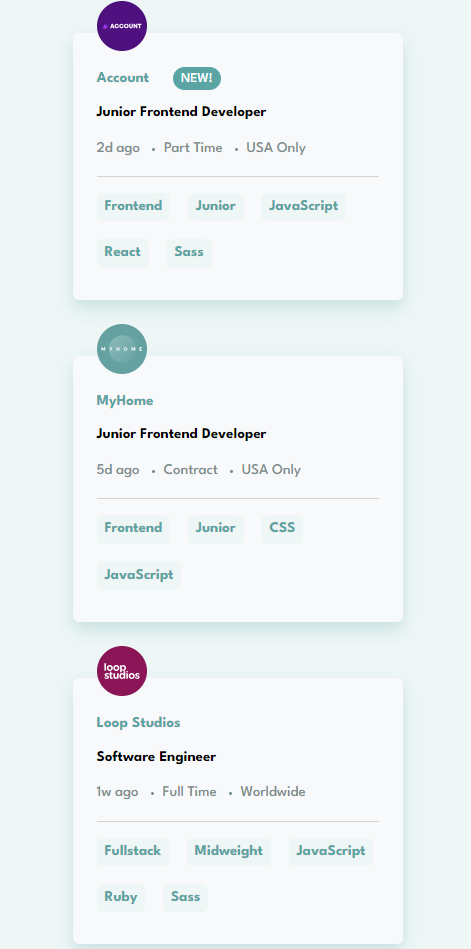 ACCOUNT
Account NEW!
Junior Frontend Developer
2d ago • Part Time • USA Only
Frontend Junior JavaScript
React Sass
MYHOME
MyHome
Junior Frontend Developer
5d ago • Contract • USA Only
Frontend Junior CSS
JavaScript
loop
studios
Loop Studios
Software Engineer
1w ago • Full Time • Worldwide
Fullstack Midweight JavaScript
Ruby Sass